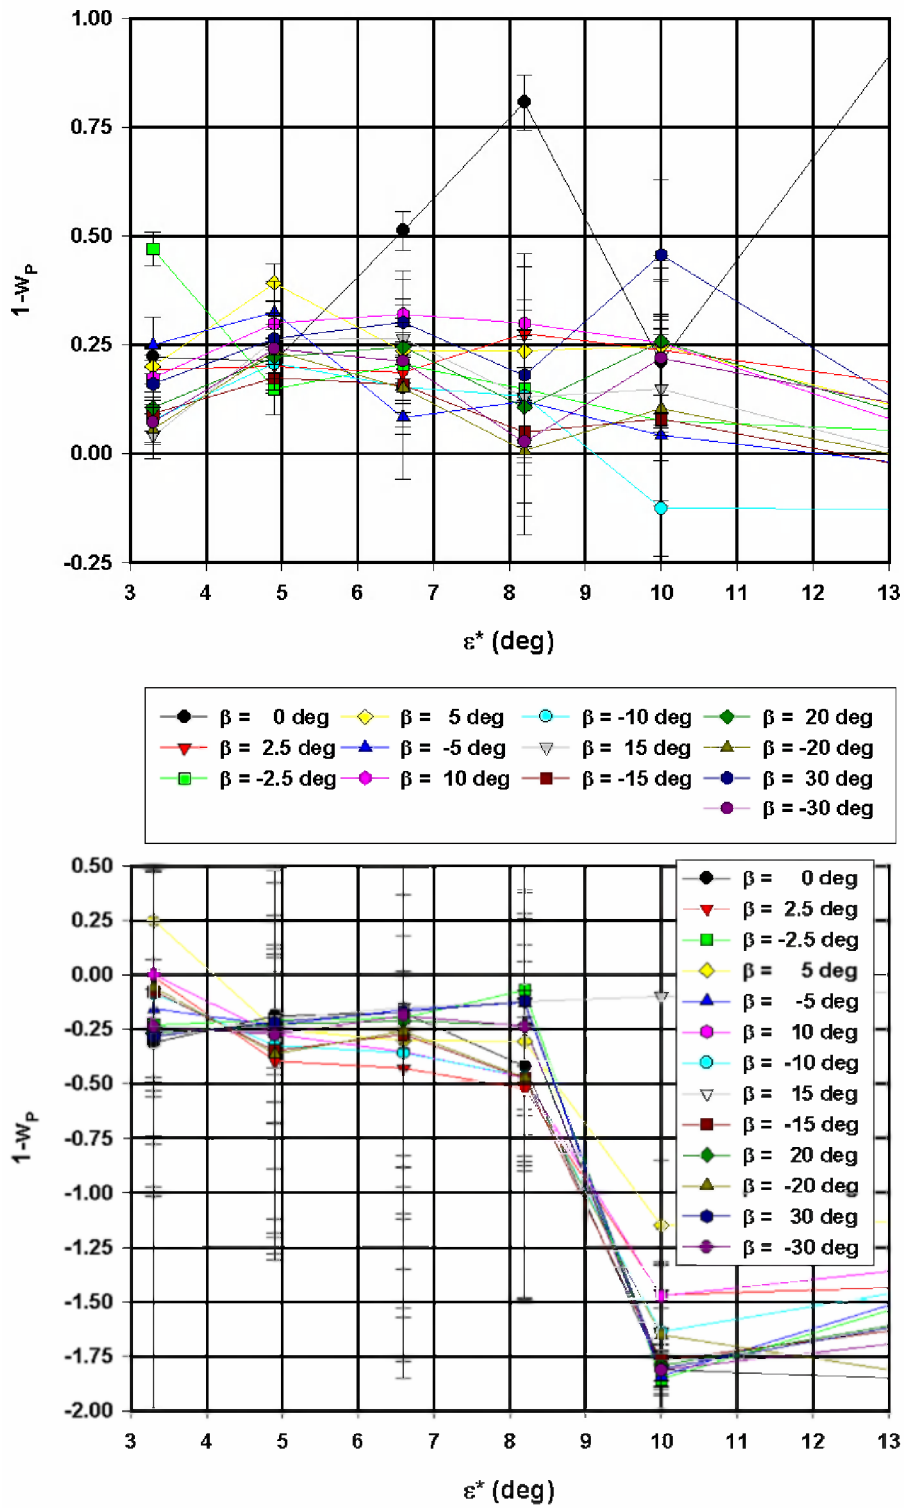 1.00
0.75
0.50
0.25
0.00
-0.25
1-wP
3 4 5 6 7 8 9 10 11 12 13
ε* (deg)
β = 0 deg β = 5 deg β = -10 deg β = 20 deg
β = 2.5 deg β = -5 deg β = 15 deg β = -20 deg
β = -2.5 deg β = 10 deg β = -15 deg β = 30 deg
β = -30 deg
0.50
0.25
0.00
-0.25
-0.50
-0.75
-1.00
-1.25
-1.50
-1.75
-2.00
1-wP
β = 0 deg
β = 2.5 deg
β = -2.5 deg
β = 5 deg
β = -5 deg
β = 10 deg
β = -10 deg
β = 15 deg
β = -15 deg
β = 20 deg
β = -20 deg
β = 30 deg
β = -30 deg
3 4 5 6 7 8 9 10 11 12 13
ε* (deg)